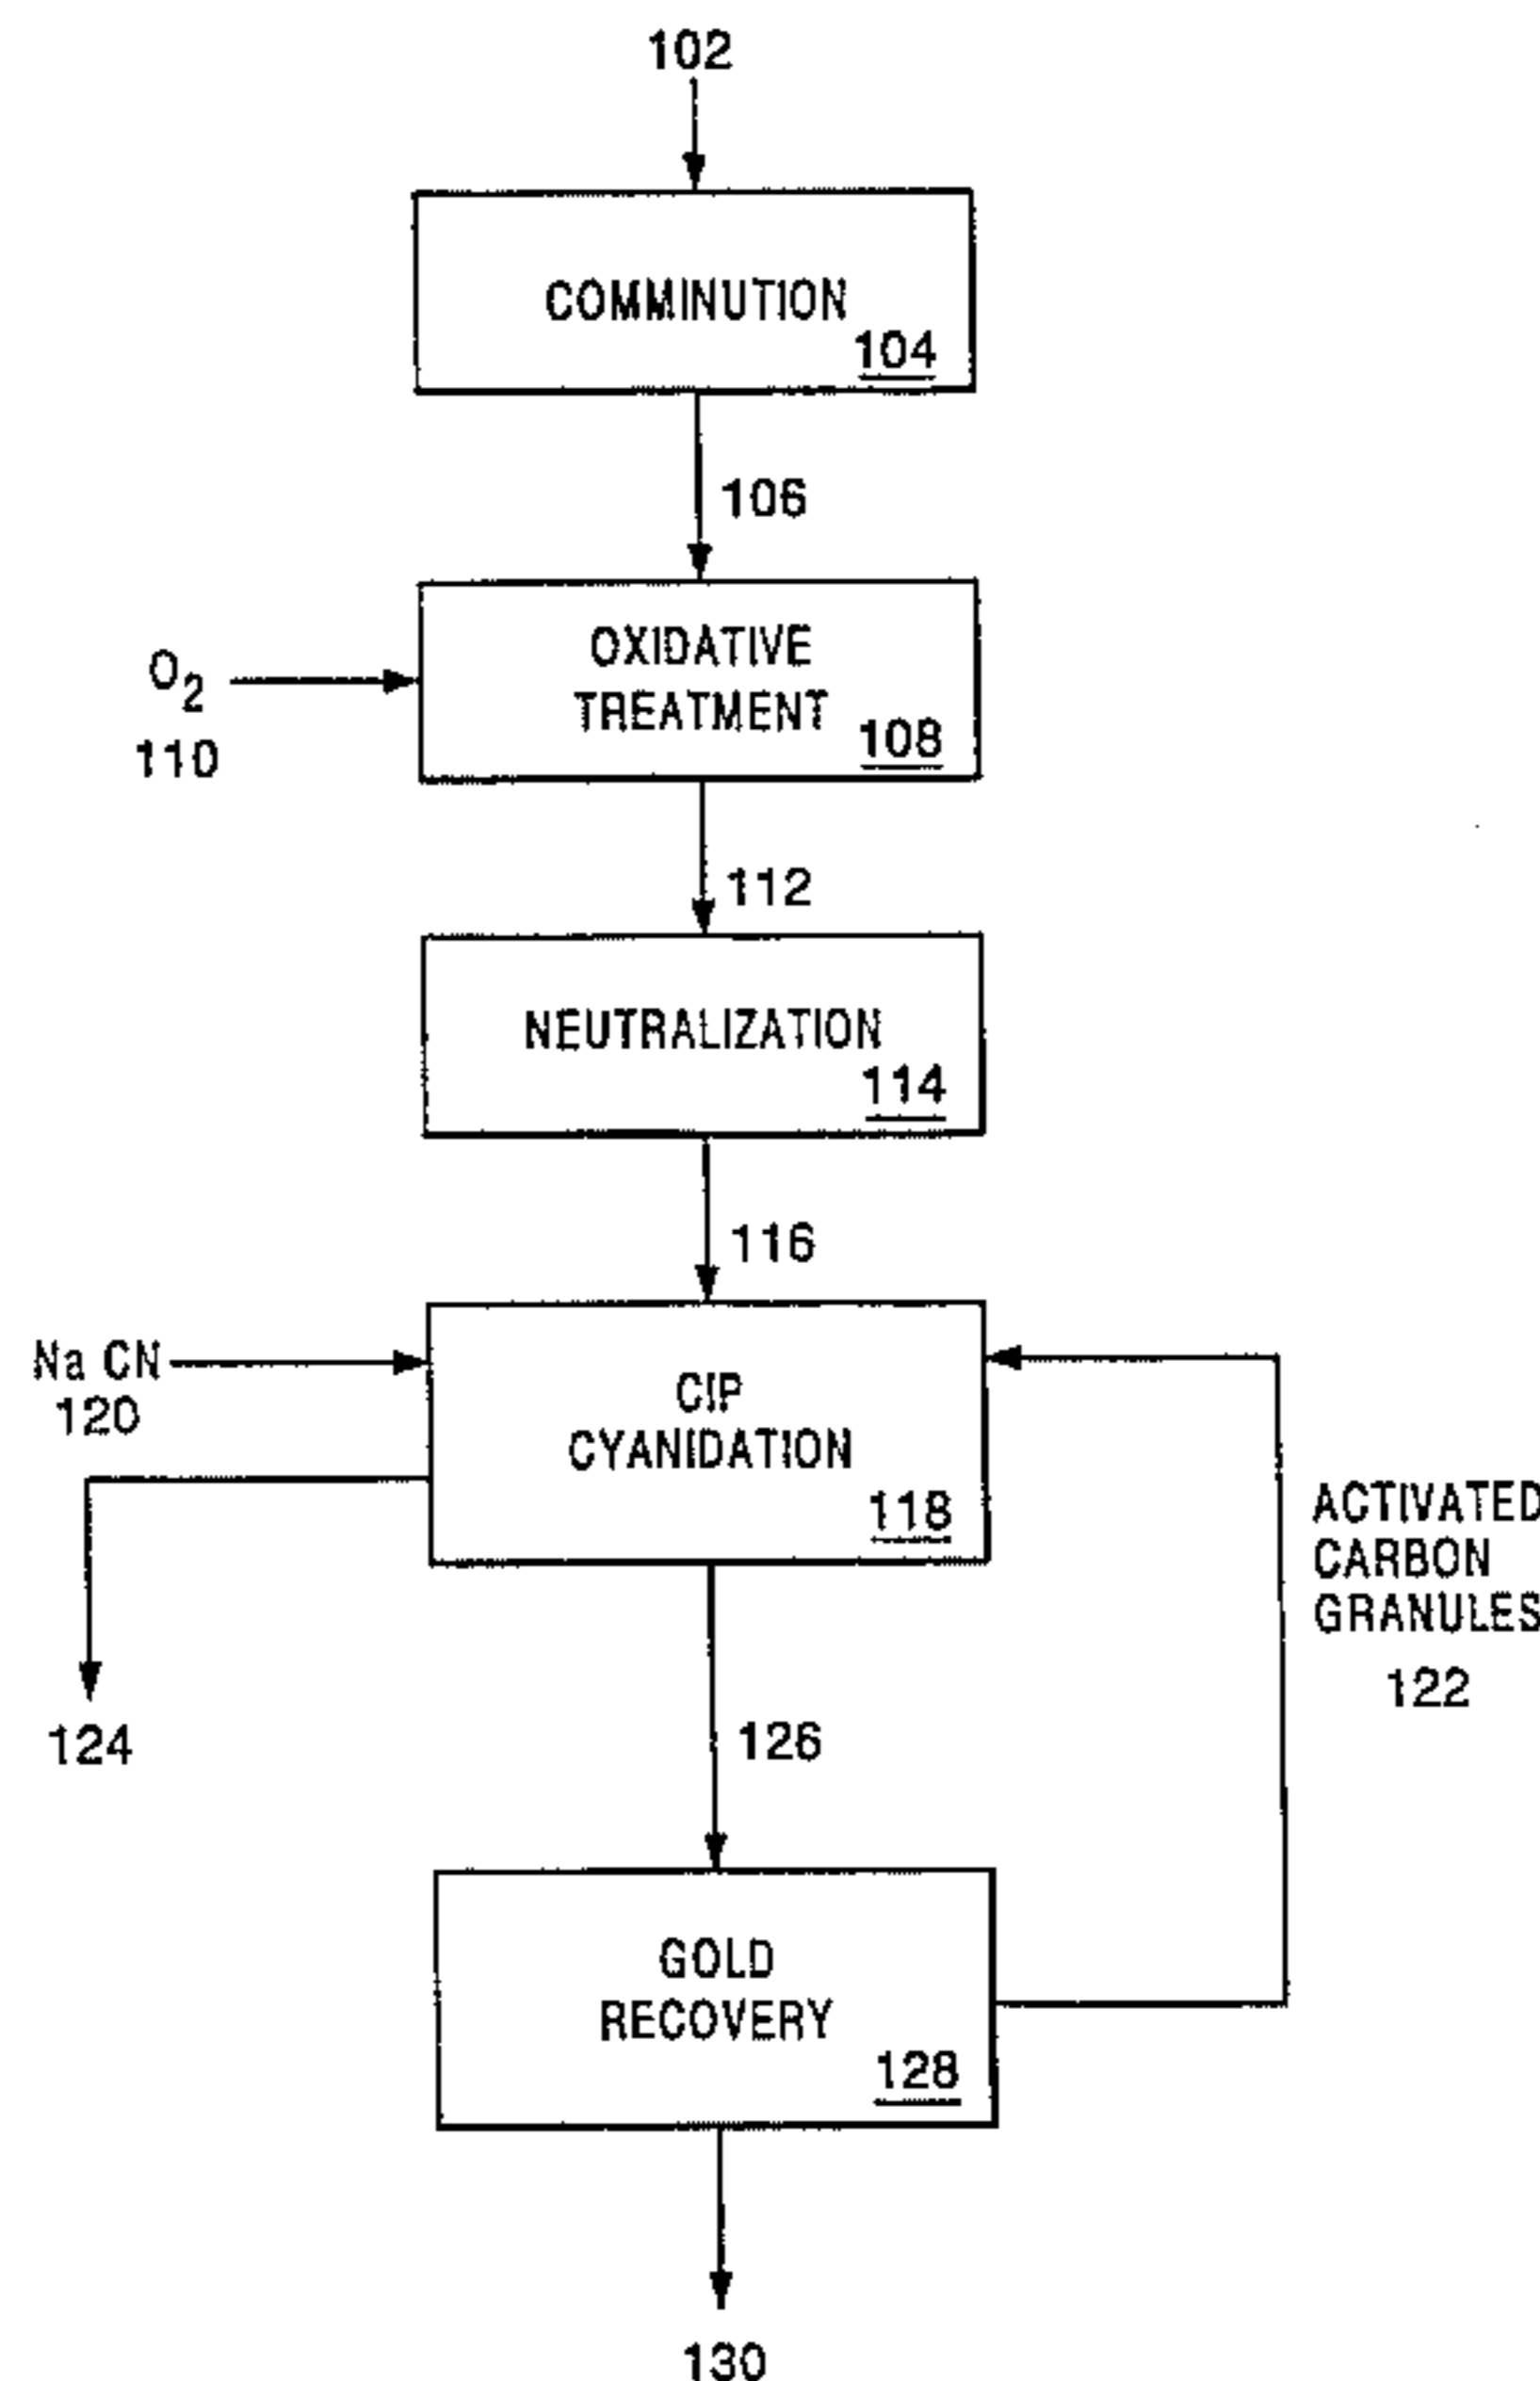 102
COMMINUTION
104
106
OXIDATIVE
TREATMENT
108
O2
110
112
NEUTRALIZATION
114
116
Na CN
120
CIP
CYANIDATION
118
ACTIVATED
CARBON
GRANULES
122
124
126
GOLD
RECOVERY
128
130